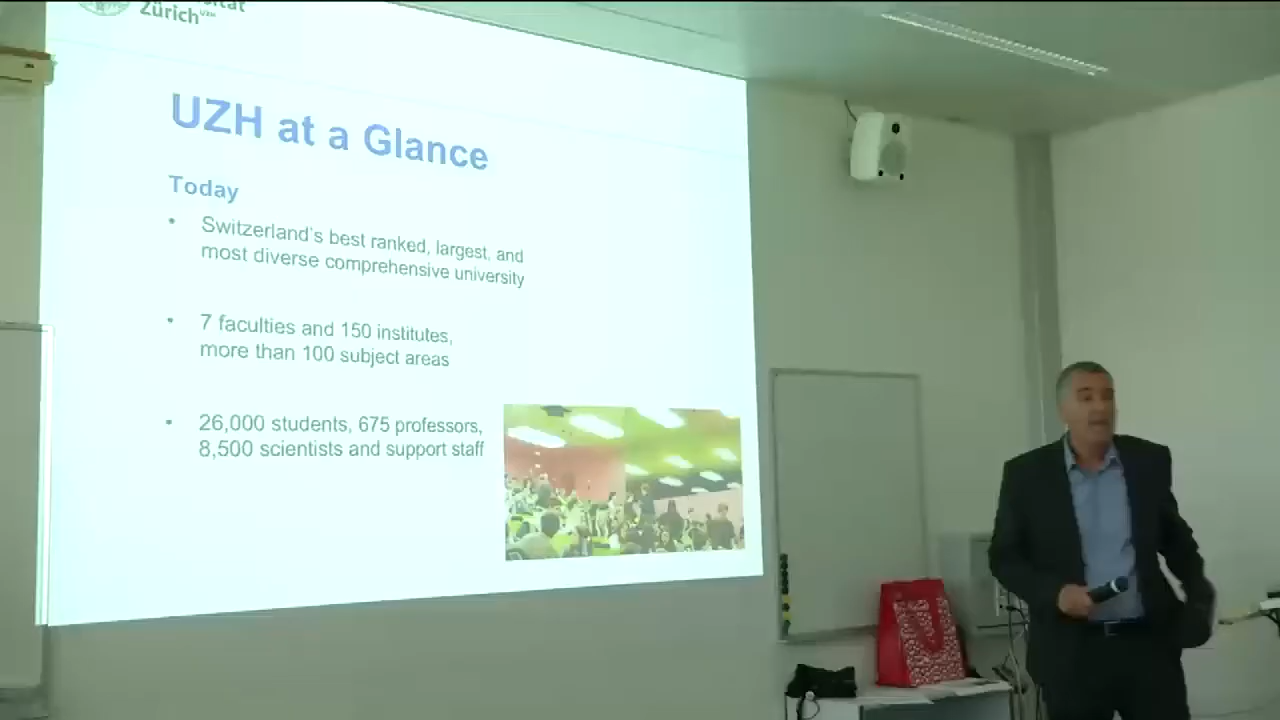 Zürich
UZH
UZH at a Glance
Today
• Switzerland's best ranked, largest, and
most diverse comprehensive university
• 7 faculties and 150 institutes,
more than 100 subject areas
• 26,000 students, 675 professors,
8,500 scientists and support staff